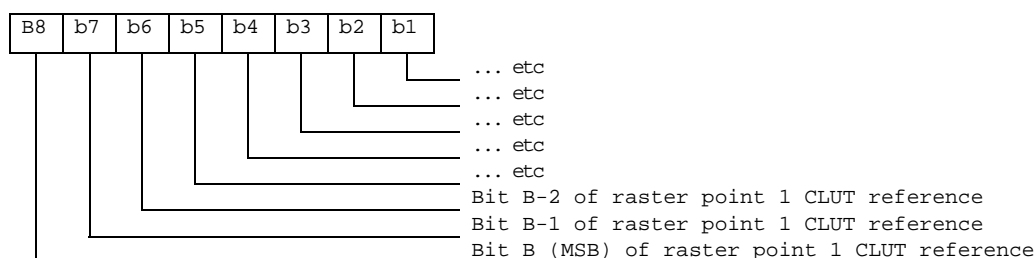 B8 b7 b6 b5 b4 b3 b2 b1
... etc
... etc
... etc
... etc
... etc
Bit B-2 of raster point 1 CLUT reference
Bit B-1 of raster point 1 CLUT reference
Bit B (MSB) of raster point 1 CLUT reference